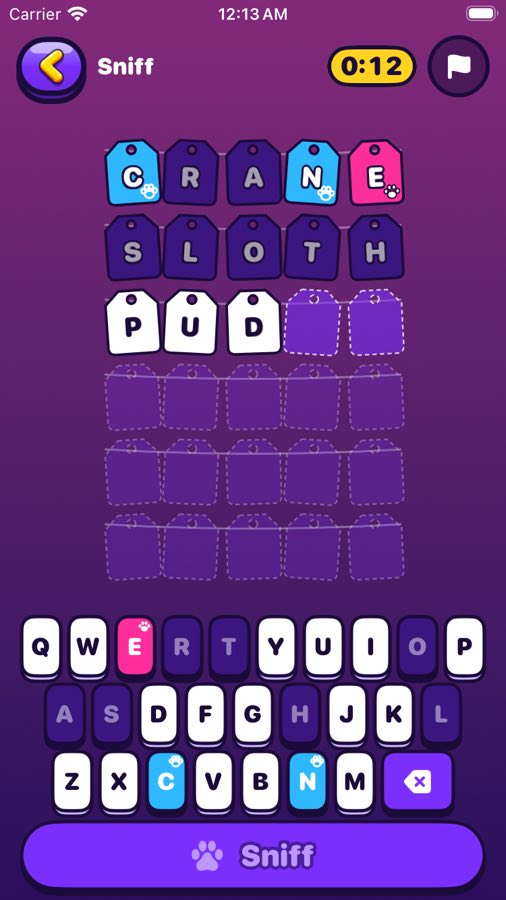 Carrier 12:13 AM
Sniff 0:12
C R A N E
S L O T H
P U D
Q W E R T Y U I O P
A S D F G H J K L
Z X C V B N M
Sniff